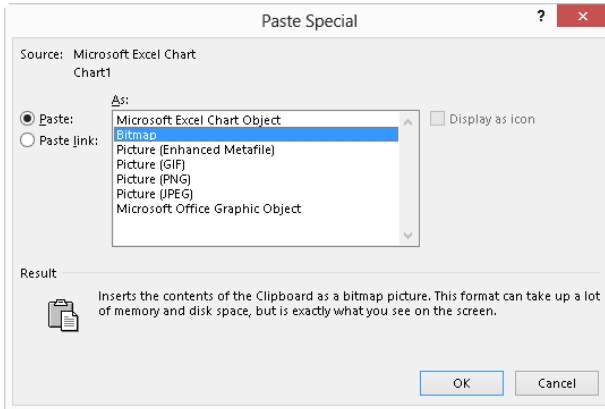 Paste Special
? ×
Source: Microsoft Excel Chart
Chart1
As:
Paste:
Paste link:
Microsoft Excel Chart Object
Bitmap
Picture (Enhanced Metafile)
Picture (GIF)
Picture (PNG)
Picture (JPEG)
Microsoft Office Graphic Object
Display as icon
Result
Inserts the contents of the Clipboard as a bitmap picture. This format can take up a lot
of memory and disk space, but is exactly what you see on the screen.
OK Cancel